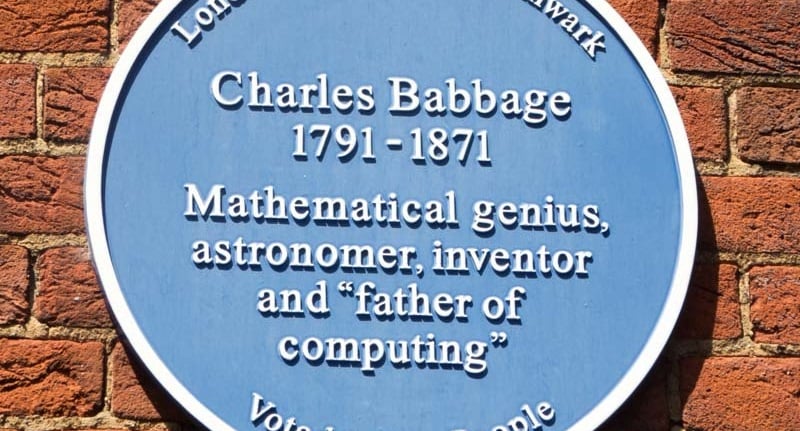 Charles Babbage
1791-1871
Mathematical genius,
astronomer, inventor
and “father of
computing”